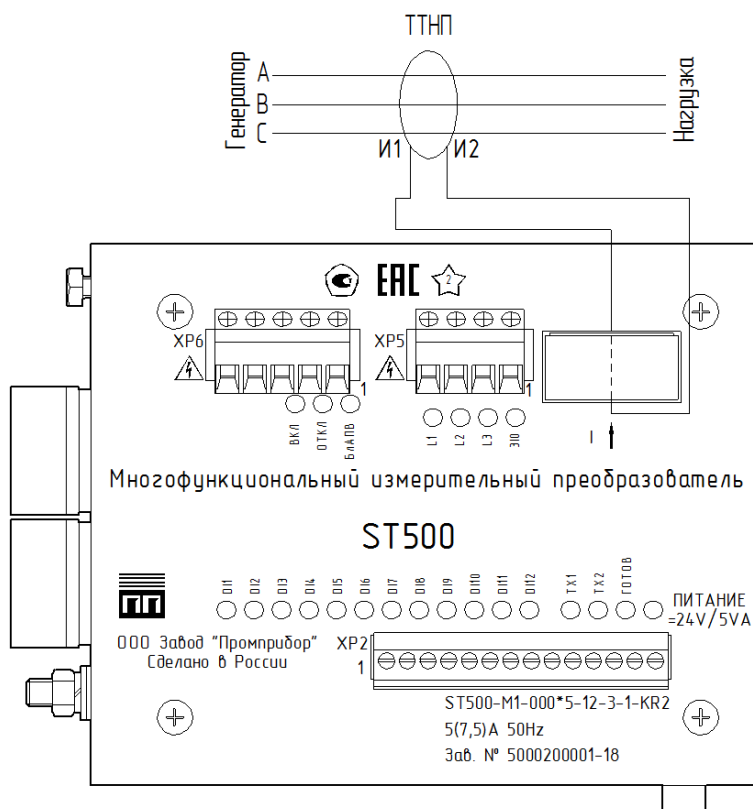 ТТНП
Генератор
A
B
C
Нагрузка
И1
И2
ЕАС
2
XP6
1
XP5
1
ВКЛ
ОТКЛ
БлАПВ
L1
L2
L3
3I0
I
Многофункциональный измерительный преобразователь
ST500
DI1
DI2
DI3
DI4
DI5
DI6
DI7
DI8
DI9
DI10
DI11
DI12
TX1
TX2
ГОТОВ
ПИТАНИЕ
=24V/5VA
ПП
ООО Завод "Промприбор"
Сделано в России
XP2
1
ST500-M1-000*5-12-3-1-KR2
5(7,5)A 50Hz
Зав. № 5000200001-18